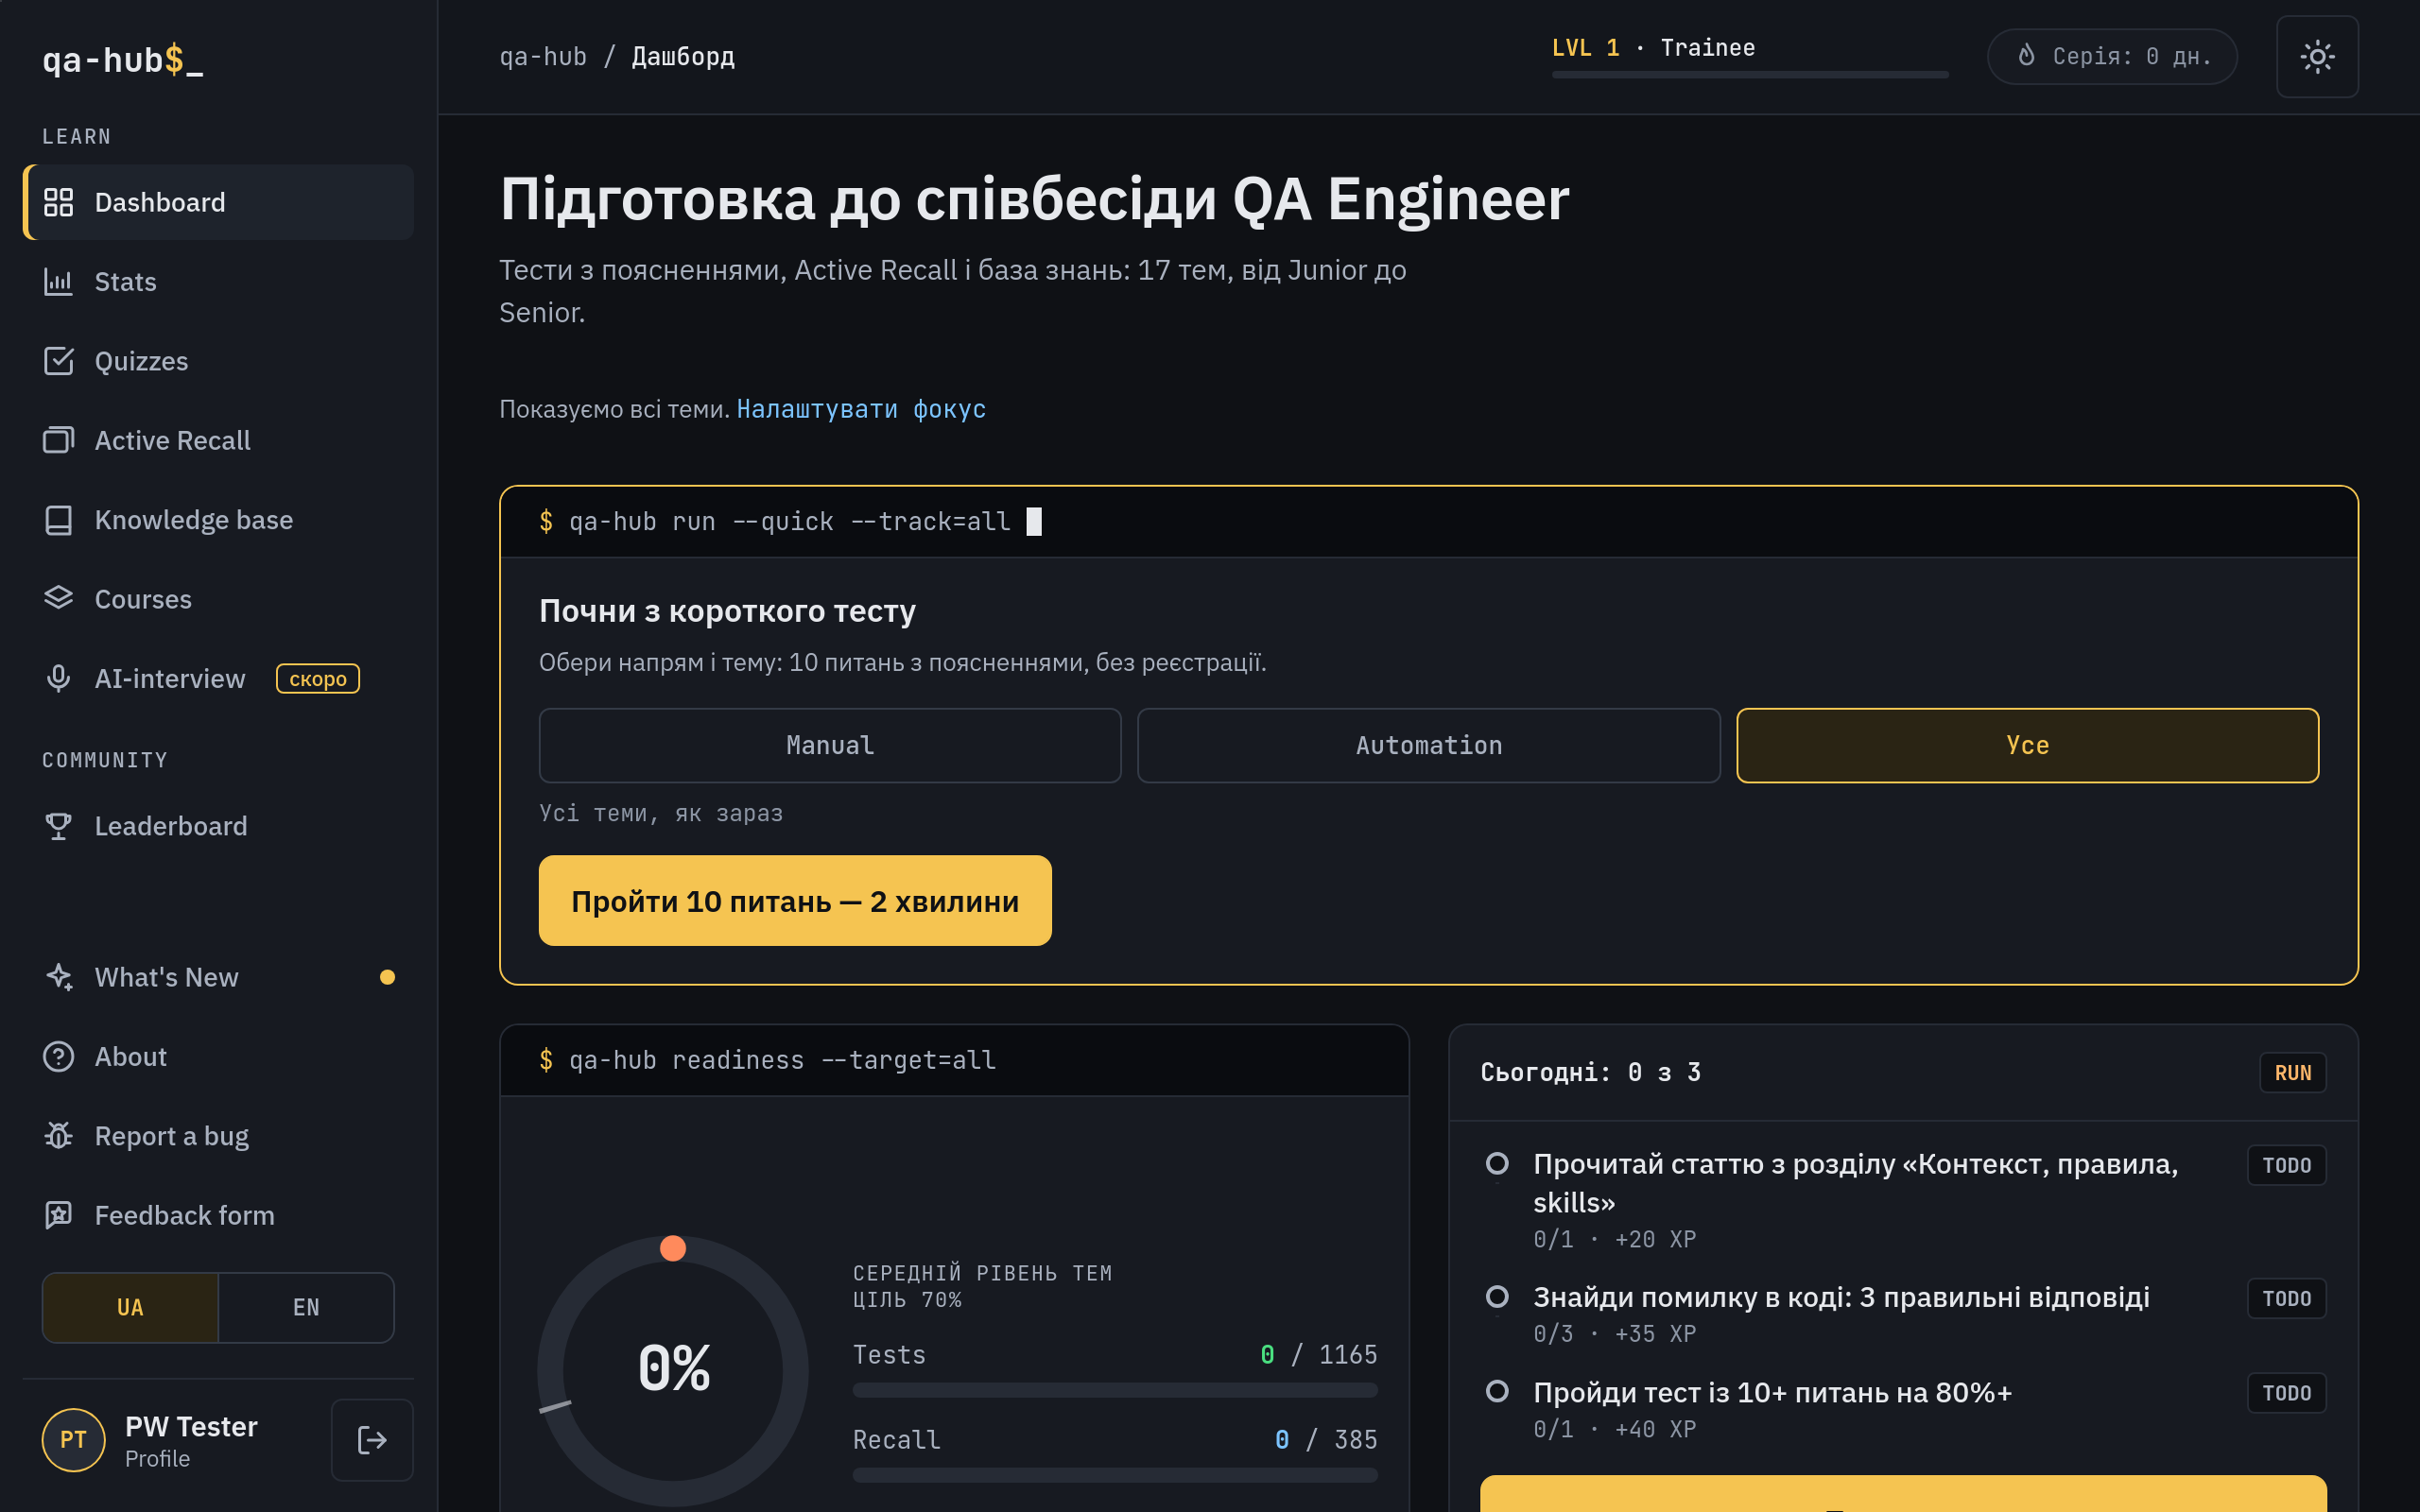 qa-hub$_
LEARN
Dashboard
Stats
Quizzes
Active Recall
Knowledge base
Courses
AI-interview скоро
COMMUNITY
Leaderboard
What's New
About
Report a bug
Feedback form
UA EN
PT
PW Tester
Profile
qa-hub / Дашборд
LVL 1 · Trainee
Серія: 0 дн.
Підготовка до співбесіди QA Engineer
Тести з поясненнями, Active Recall і база знань: 17 тем, від Junior до
Senior.
Показуємо всі теми. Налаштувати фокус
$ qa-hub run --quick --track=all
Почни з короткого тесту
Обери напрям і тему: 10 питань з поясненнями, без реєстрації.
Manual Automation Усе
Усі теми, як зараз
Пройти 10 питань — 2 хвилини
$ qa-hub readiness --target=all
0%
СЕРЕДНІЙ РІВЕНЬ ТЕМ
ЦІЛЬ 70%
Tests 0 / 1165
Recall 0 / 385
Сьогодні: 0 з 3 RUN
Прочитай статтю з розділу «Контекст, правила, TODO
skills»
0/1 · +20 XP
Знайди помилку в коді: 3 правильні відповіді TODO
0/3 · +35 XP
Пройди тест із 10+ питань на 80%+ TODO
0/1 · +40 XP